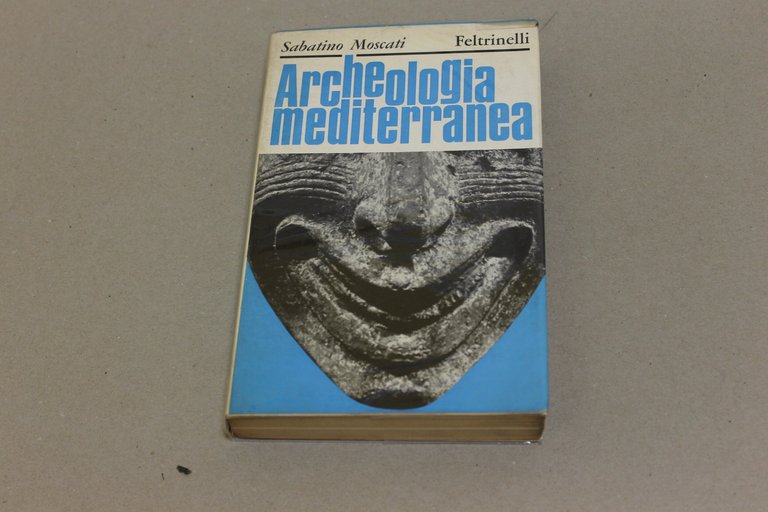 Sabatino Moscati Feltrinelli
Archeologia
mediterranea